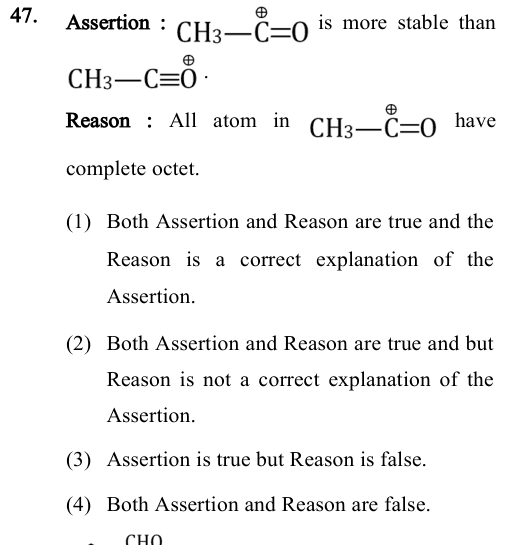 47. Assertion : CH3—C⊕=O is more stable than
CH3—C≡O⊕ .
Reason : All atom in CH3—C⊕=O have
complete octet.
(1) Both Assertion and Reason are true and the
Reason is a correct explanation of the
Assertion.
(2) Both Assertion and Reason are true and but
Reason is not a correct explanation of the
Assertion.
(3) Assertion is true but Reason is false.
(4) Both Assertion and Reason are false.
CHO